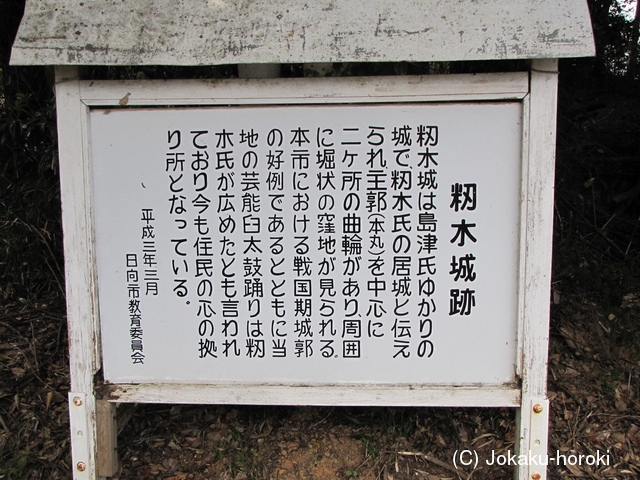 籾木城跡
籾木城は島津氏ゆかりの
城で、籾木氏の居城と伝え
られ主郭(本丸)を中心に
二ケ所の曲輪があり、周囲
に堀状の窪地が見られる。
本市における戦国期城郭
の好例であるとともに当
地の芸能臼太鼓踊りは籾
木氏が広めたとも言われ
ており今も住民の心の拠
り所となっている。
平成三年三月
日向市教育委員会
(C) Jokaku-horoki